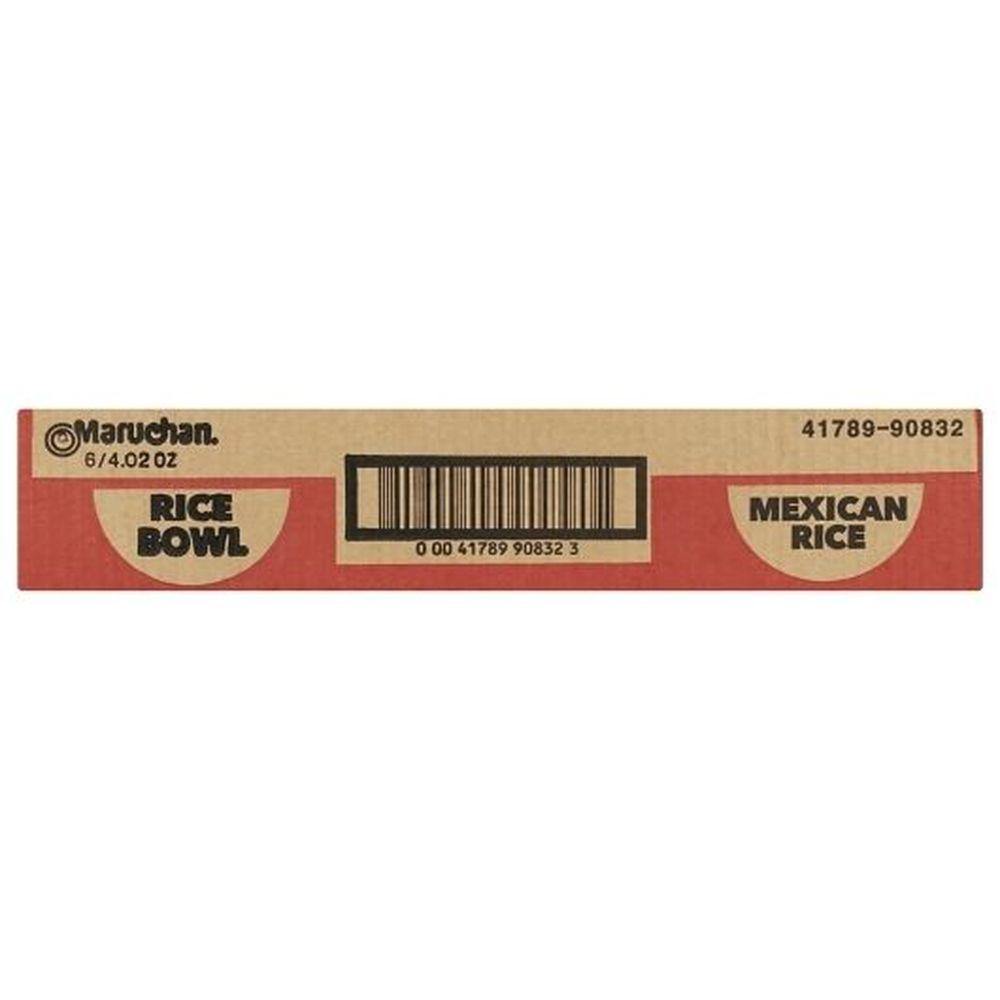 Maruchan.
6/4.02 OZ
41789-90832
RICE
BOWL
0 00 41789 90832 3
MEXICAN
RICE